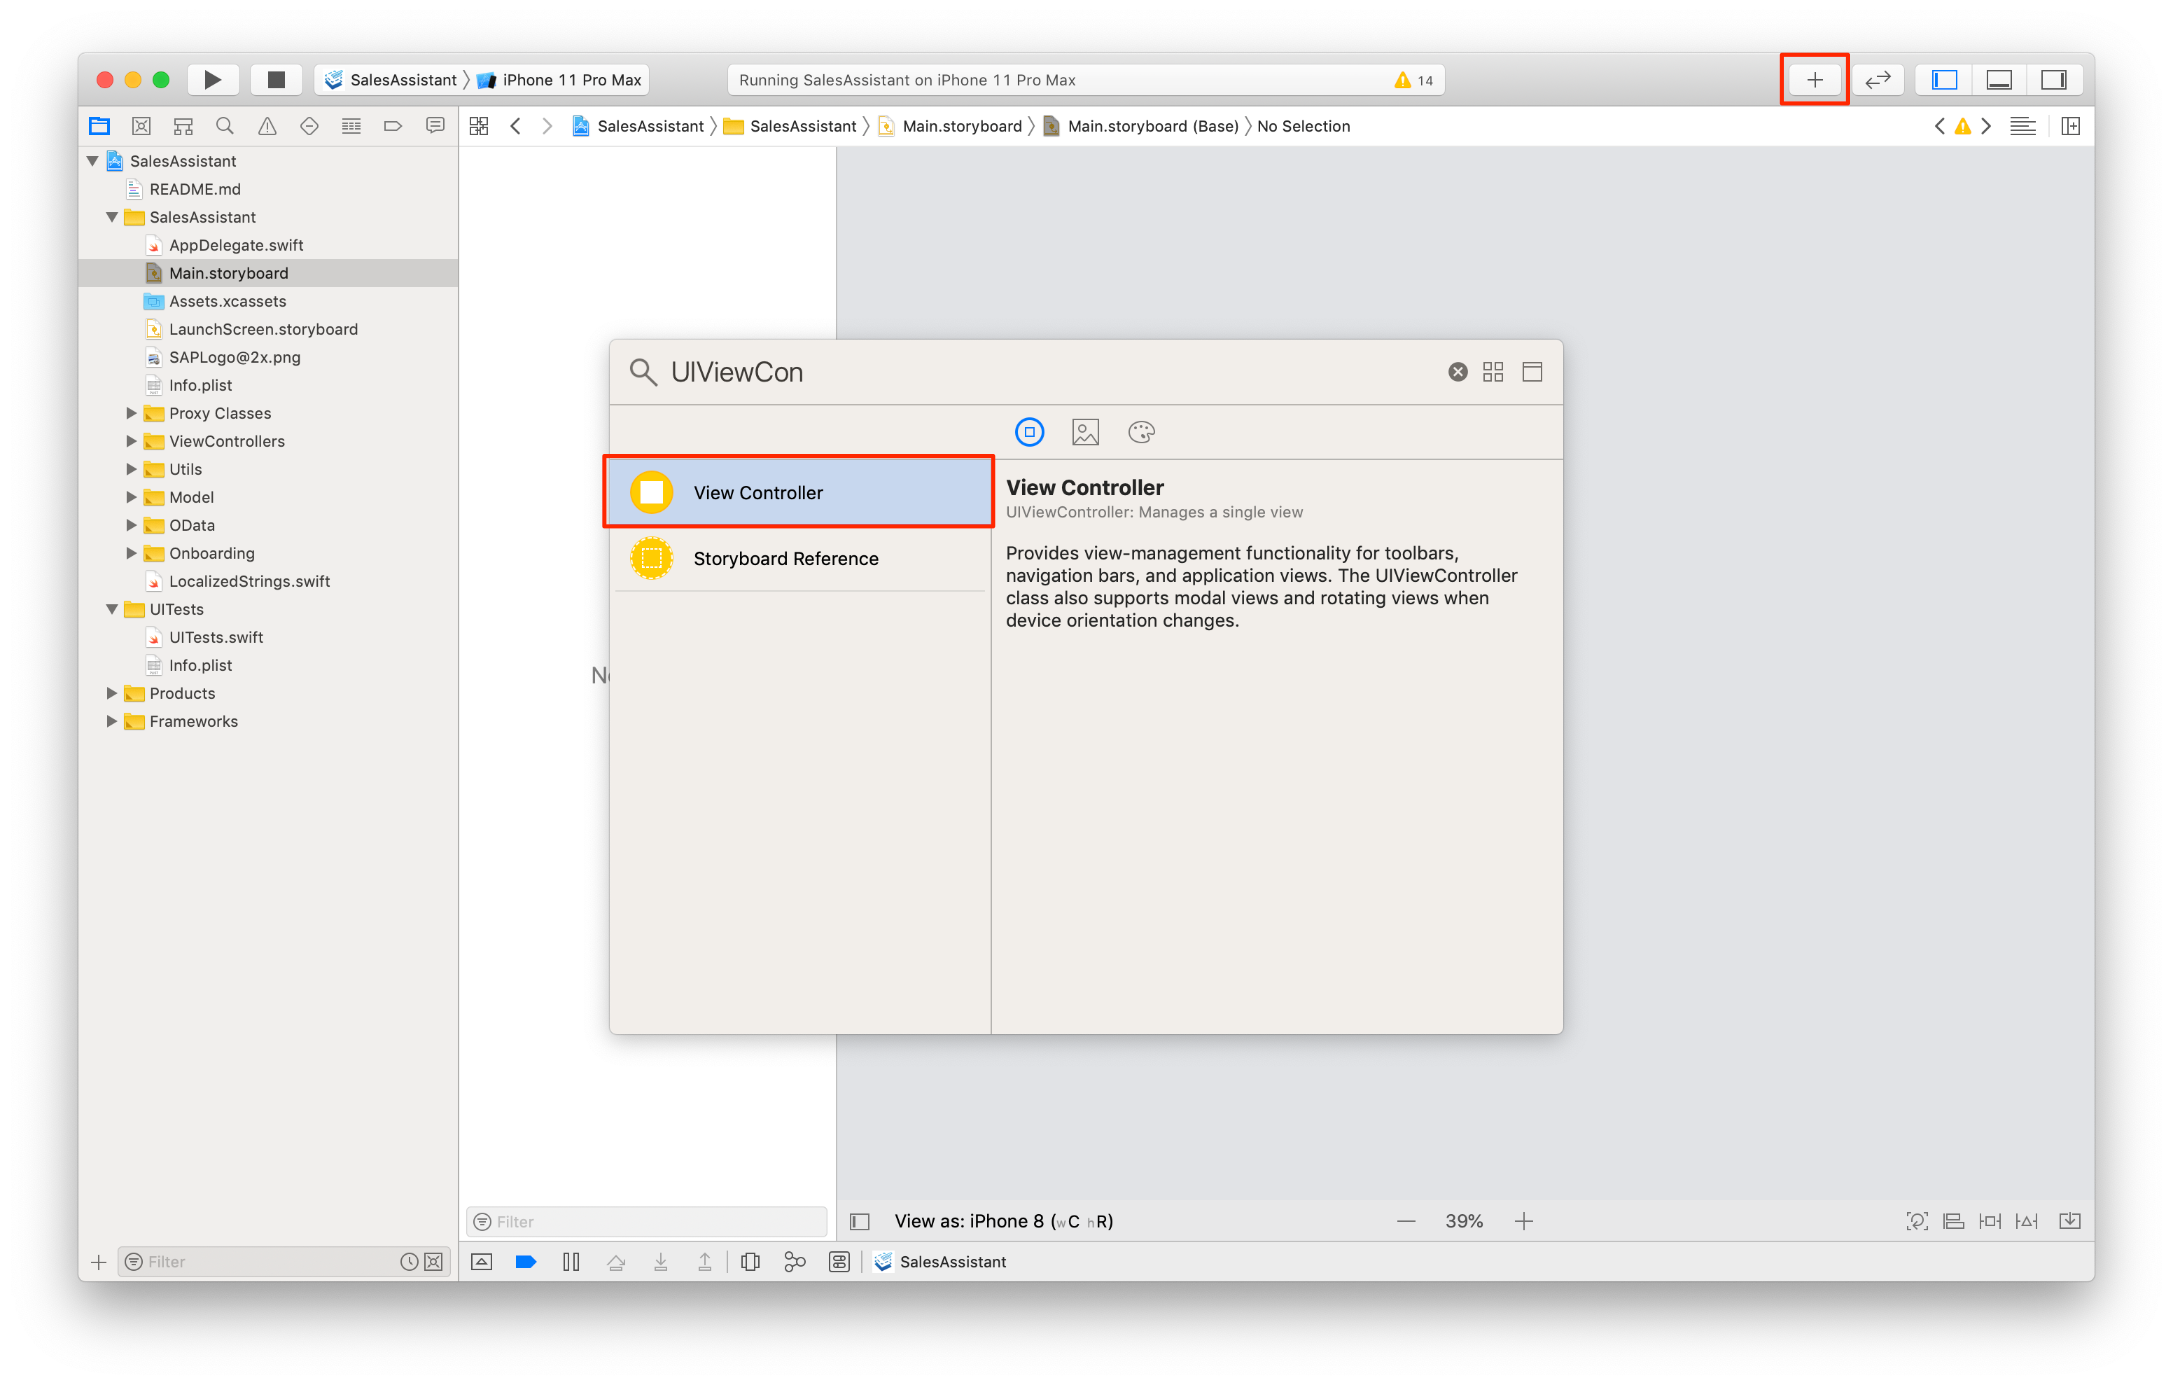 SalesAssistant
iPhone 11 Pro Max
Running SalesAssistant on iPhone 11 Pro Max
14
SalesAssistant
SalesAssistant
Main.storyboard
Main.storyboard (Base)
No Selection
SalesAssistant
README.md
SalesAssistant
AppDelegate.swift
Main.storyboard
Assets.xcassets
LaunchScreen.storyboard
SAPLogo@2x.png
Info.plist
Proxy Classes
ViewControllers
Utils
Model
OData
Onboarding
LocalizedStrings.swift
UITests
UITests.swift
Info.plist
Products
Frameworks
UIViewCon
View Controller
Storyboard Reference
View Controller
UIViewController: Manages a single view
Provides view-management functionality for toolbars,
navigation bars, and application views. The UIViewController
class also supports modal views and rotating views when
device orientation changes.
Filter
View as: iPhone 8 (wC hR)
39%
Filter
SalesAssistant